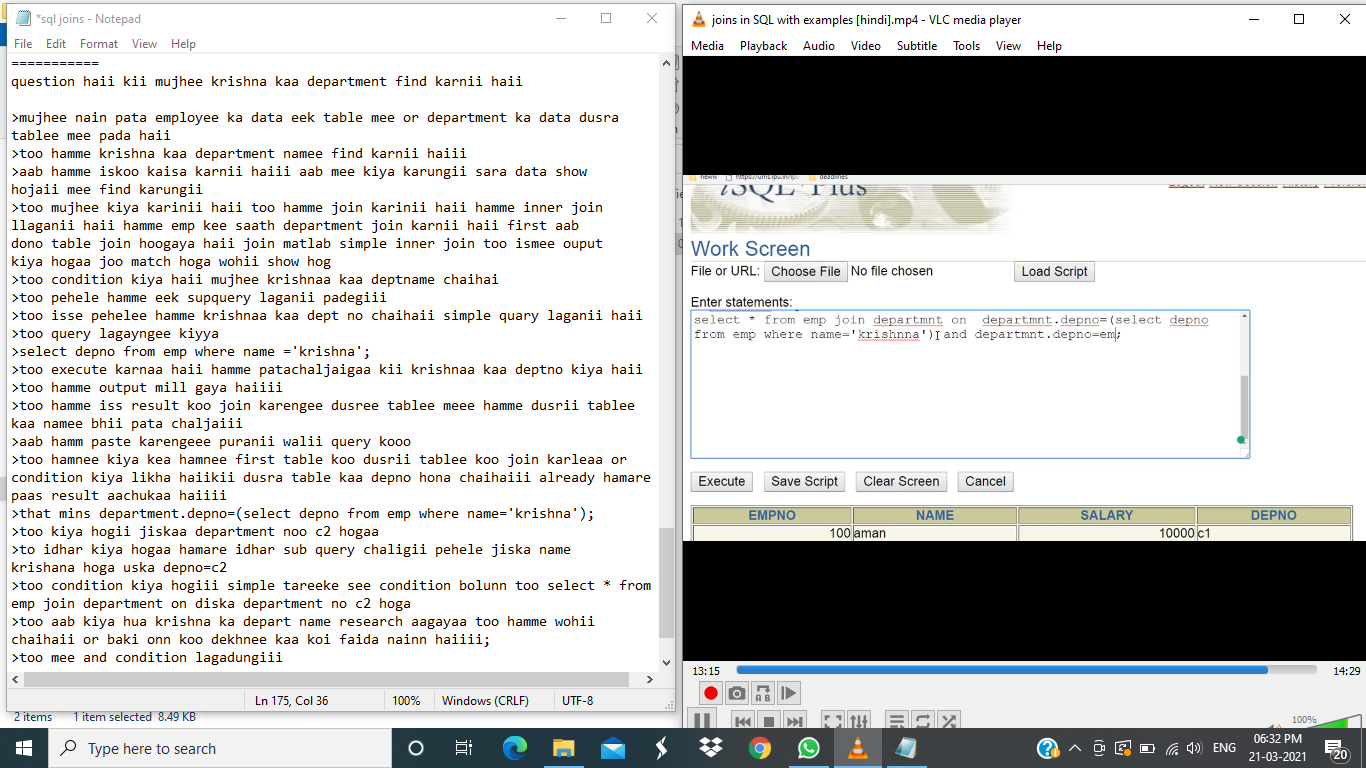 *sql joins - Notepad
File Edit Format View Help
===========
question haii kii mujhee krishna kaa department find karnii haii
>mujhee nain pata employee ka data eek table mee or department ka data dusra
tablee mee pada haii
>too hamme krishna kaa department namee find karnii haiii
>aab hamme iskoo kaisa karnii haiii aab mee kiya karungii sara data show
hojaii mee find karungii
>too mujhee kiya karinii haii too hamme join karinii haii hamme inner join
llaganii haii hamme emp kee saath department join karnii haii first aab
dono table join hoogaya haii join matlab simple inner join too ismee ouput
kiya hogaa joo match hoga wohii show hog
>too condition kiya haii mujhee krishnaa kaa deptname chaihai
>too pehele hamme eek supquery laganii padegiii
>too isse pehelee hamme krishnaa kaa dept no chaihaii simple quary laganii haii
>too query lagayngee kiyya
>select depno from emp where name ='krishna';
>too execute karnaa haii hamme patachaljaigaa kii krishnaa kaa deptno kiya haii
>too hamme output mill gaya haiiii
>too hamme iss result koo join karengee dusree tablee meee hamme dusrii tablee
kaa namee bhii pata chaljaiii
>aab hamm paste karengeee puranii walii query kooo
>too hamnee kiya kea hamnee first table koo dusrii tablee koo join karleaa or
condition kiya likha haiikii dusra table kaa depno hona chaihaiii already hamare
paas result aachukaa haiiii
>that mins department.depno=(select depno from emp where name='krishna');
>too kiya hogii jiskaa department noo c2 hogaa
>to idhar kiya hogaa hamare idhar sub query chaligii pehele jiska name
krishana hoga uska depno=c2
>too condition kiya hogiii simple tareeke see condition bolunn too select * from
emp join department on diska department no c2 hoga
>too aab kiya hua krishna ka depart name research aagayaa too hamme wohii
chaihaii or baki onn koo dekhnee kaa koi faida nainn haiiii;
>too mee and condition lagadungiii
Ln 175, Col 36 100% Windows (CRLF) UTF-8
2 items 1 item selected 8.49 KB
joins in SQL with examples [hindi].mp4 - VLC media player
Media Playback Audio Video Subtitle Tools View Help
neww https://ums.lpu.in/lp deadlines
iSQL*Plus
Work Screen
File or URL: Choose File No file chosen Load Script
Enter statements:
select * from emp join departmnt on departmnt.depno=(select depno
from emp where name='krishnna') and departmnt.depno=em;
Execute Save Script Clear Screen Cancel
EMPNO NAME SALARY DEPNO
100 aman 10000 c1
13:15 14:29
100%
Type here to search
ENG
06:32 PM
21-03-2021
20